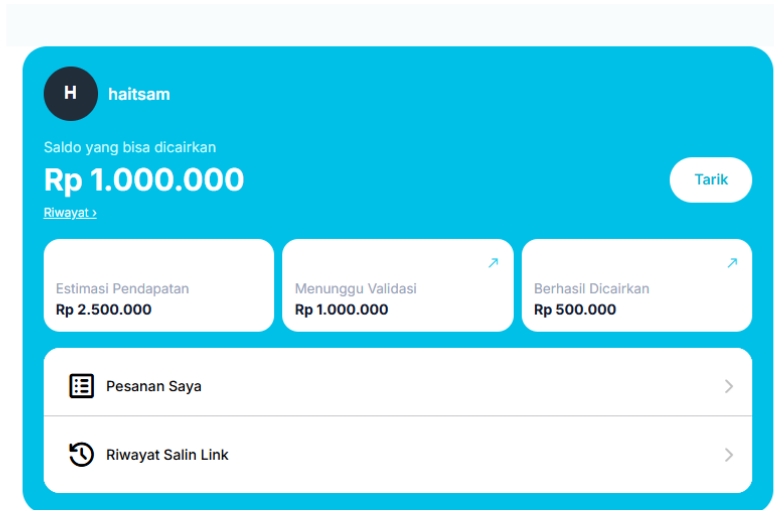 H
haitsam
Saldo yang bisa dicairkan
Rp 1.000.000
Tarik
Riwayat ›
Estimasi Pendapatan
Rp 2.500.000
Menunggu Validasi
Rp 1.000.000
Berhasil Dicairkan
Rp 500.000
Pesanan Saya
Riwayat Salin Link